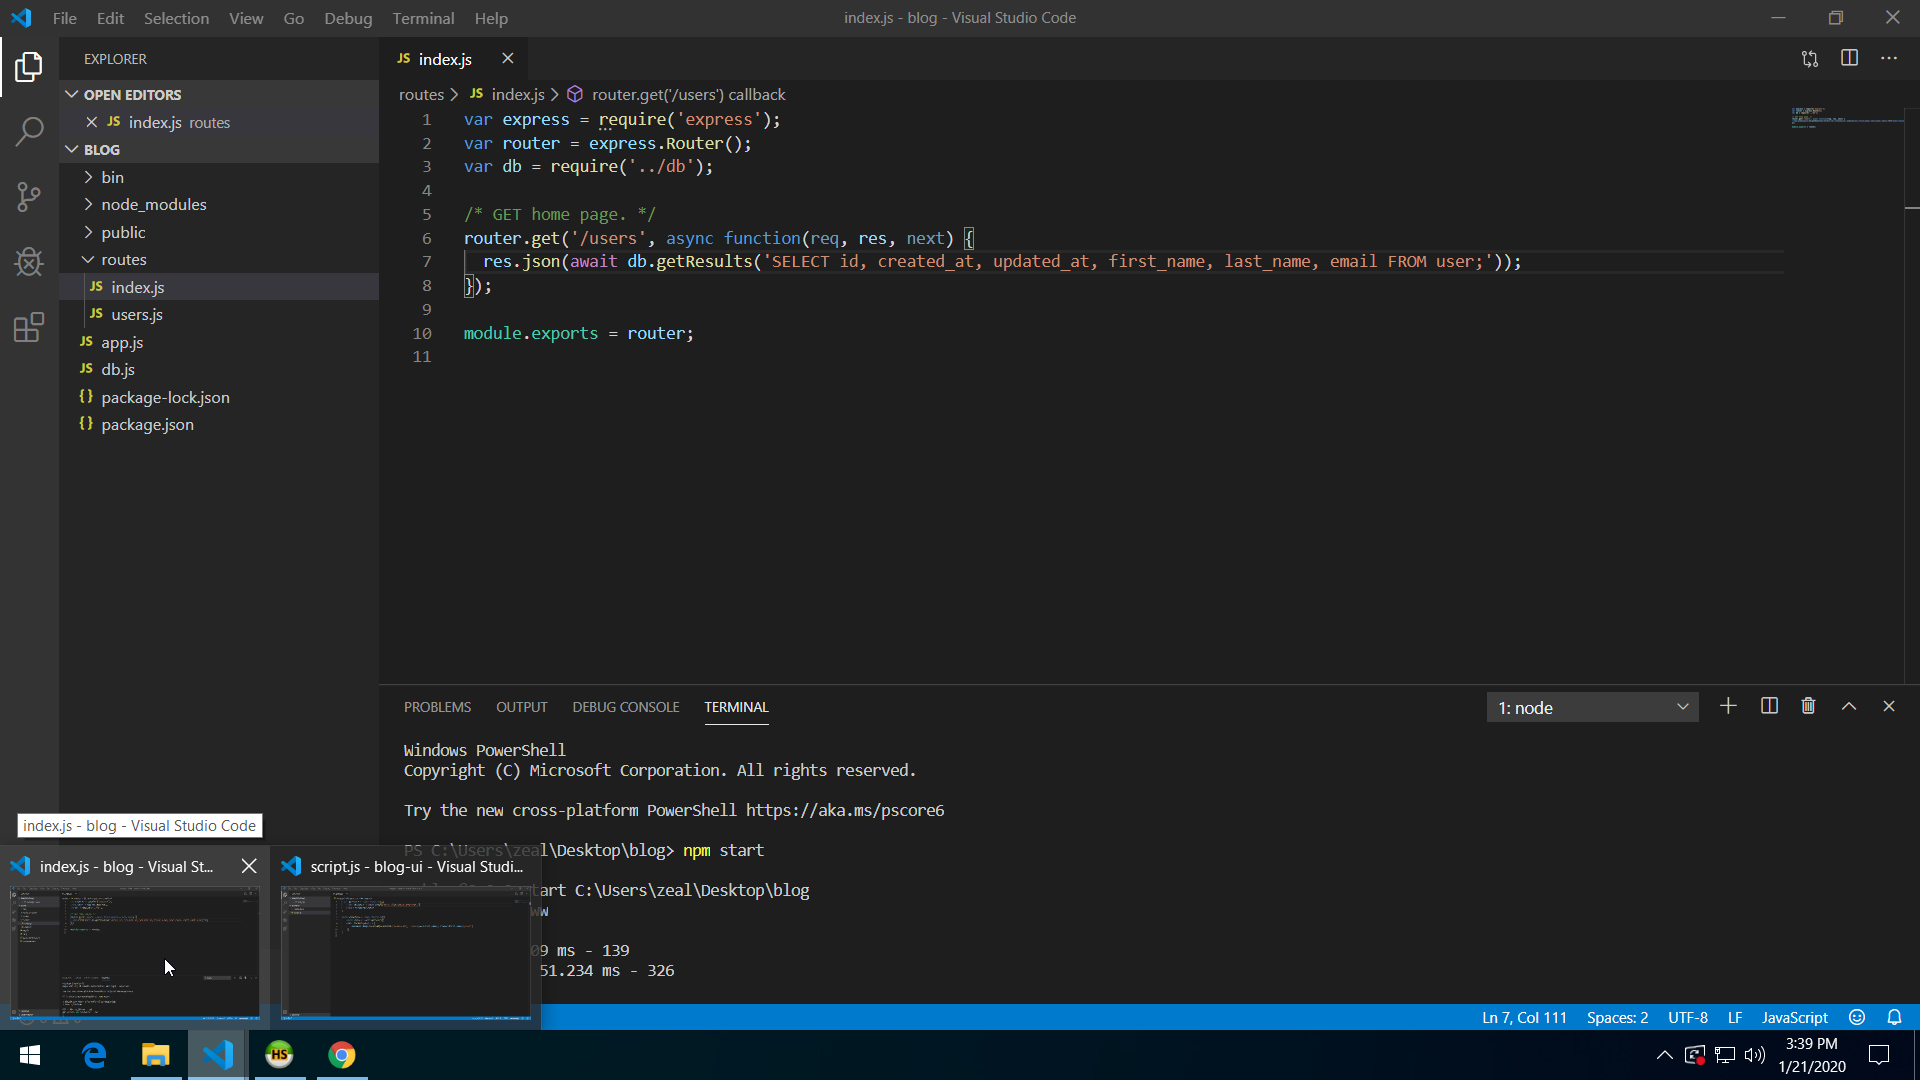 File Edit Selection View Go Debug Terminal Help
index.js - blog - Visual Studio Code
EXPLORER
OPEN EDITORS
JS index.js routes
BLOG
bin
node_modules
public
routes
JS index.js
JS users.js
JS app.js
JS db.js
{} package-lock.json
{} package.json
JS index.js
routes > JS index.js > router.get('/users') callback
1 var express = require('express');
2 var router = express.Router();
3 var db = require('../db');
4
5 /* GET home page. */
6 router.get('/users', async function(req, res, next) {
7 res.json(await db.getResults('SELECT id, created_at, updated_at, first_name, last_name, email FROM user;'));
8 });
9
10 module.exports = router;
11
PROBLEMS OUTPUT DEBUG CONSOLE TERMINAL
1: node
Windows PowerShell
Copyright (C) Microsoft Corporation. All rights reserved.
Try the new cross-platform PowerShell https://aka.ms/pscore6
PS C:\Users\zeal\Desktop\blog> npm start
tart C:\Users\zeal\Desktop\blog
ww
09 ms - 139
51.234 ms - 326
index.js - blog - Visual Studio Code
index.js - blog - Visual St...
script.js - blog-ui - Visual Studi...
Ln 7, Col 111 Spaces: 2 UTF-8 LF JavaScript
HS
3:39 PM
1/21/2020